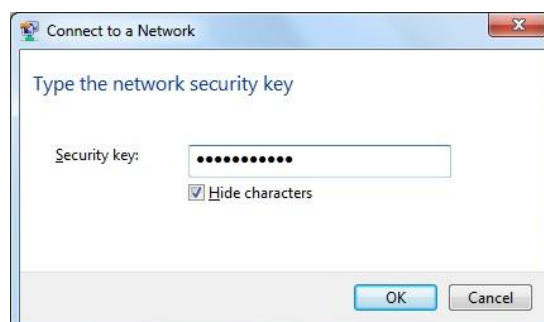 Connect to a Network
Type the network security key
Security key: •••••••••••
Hide characters
OK Cancel